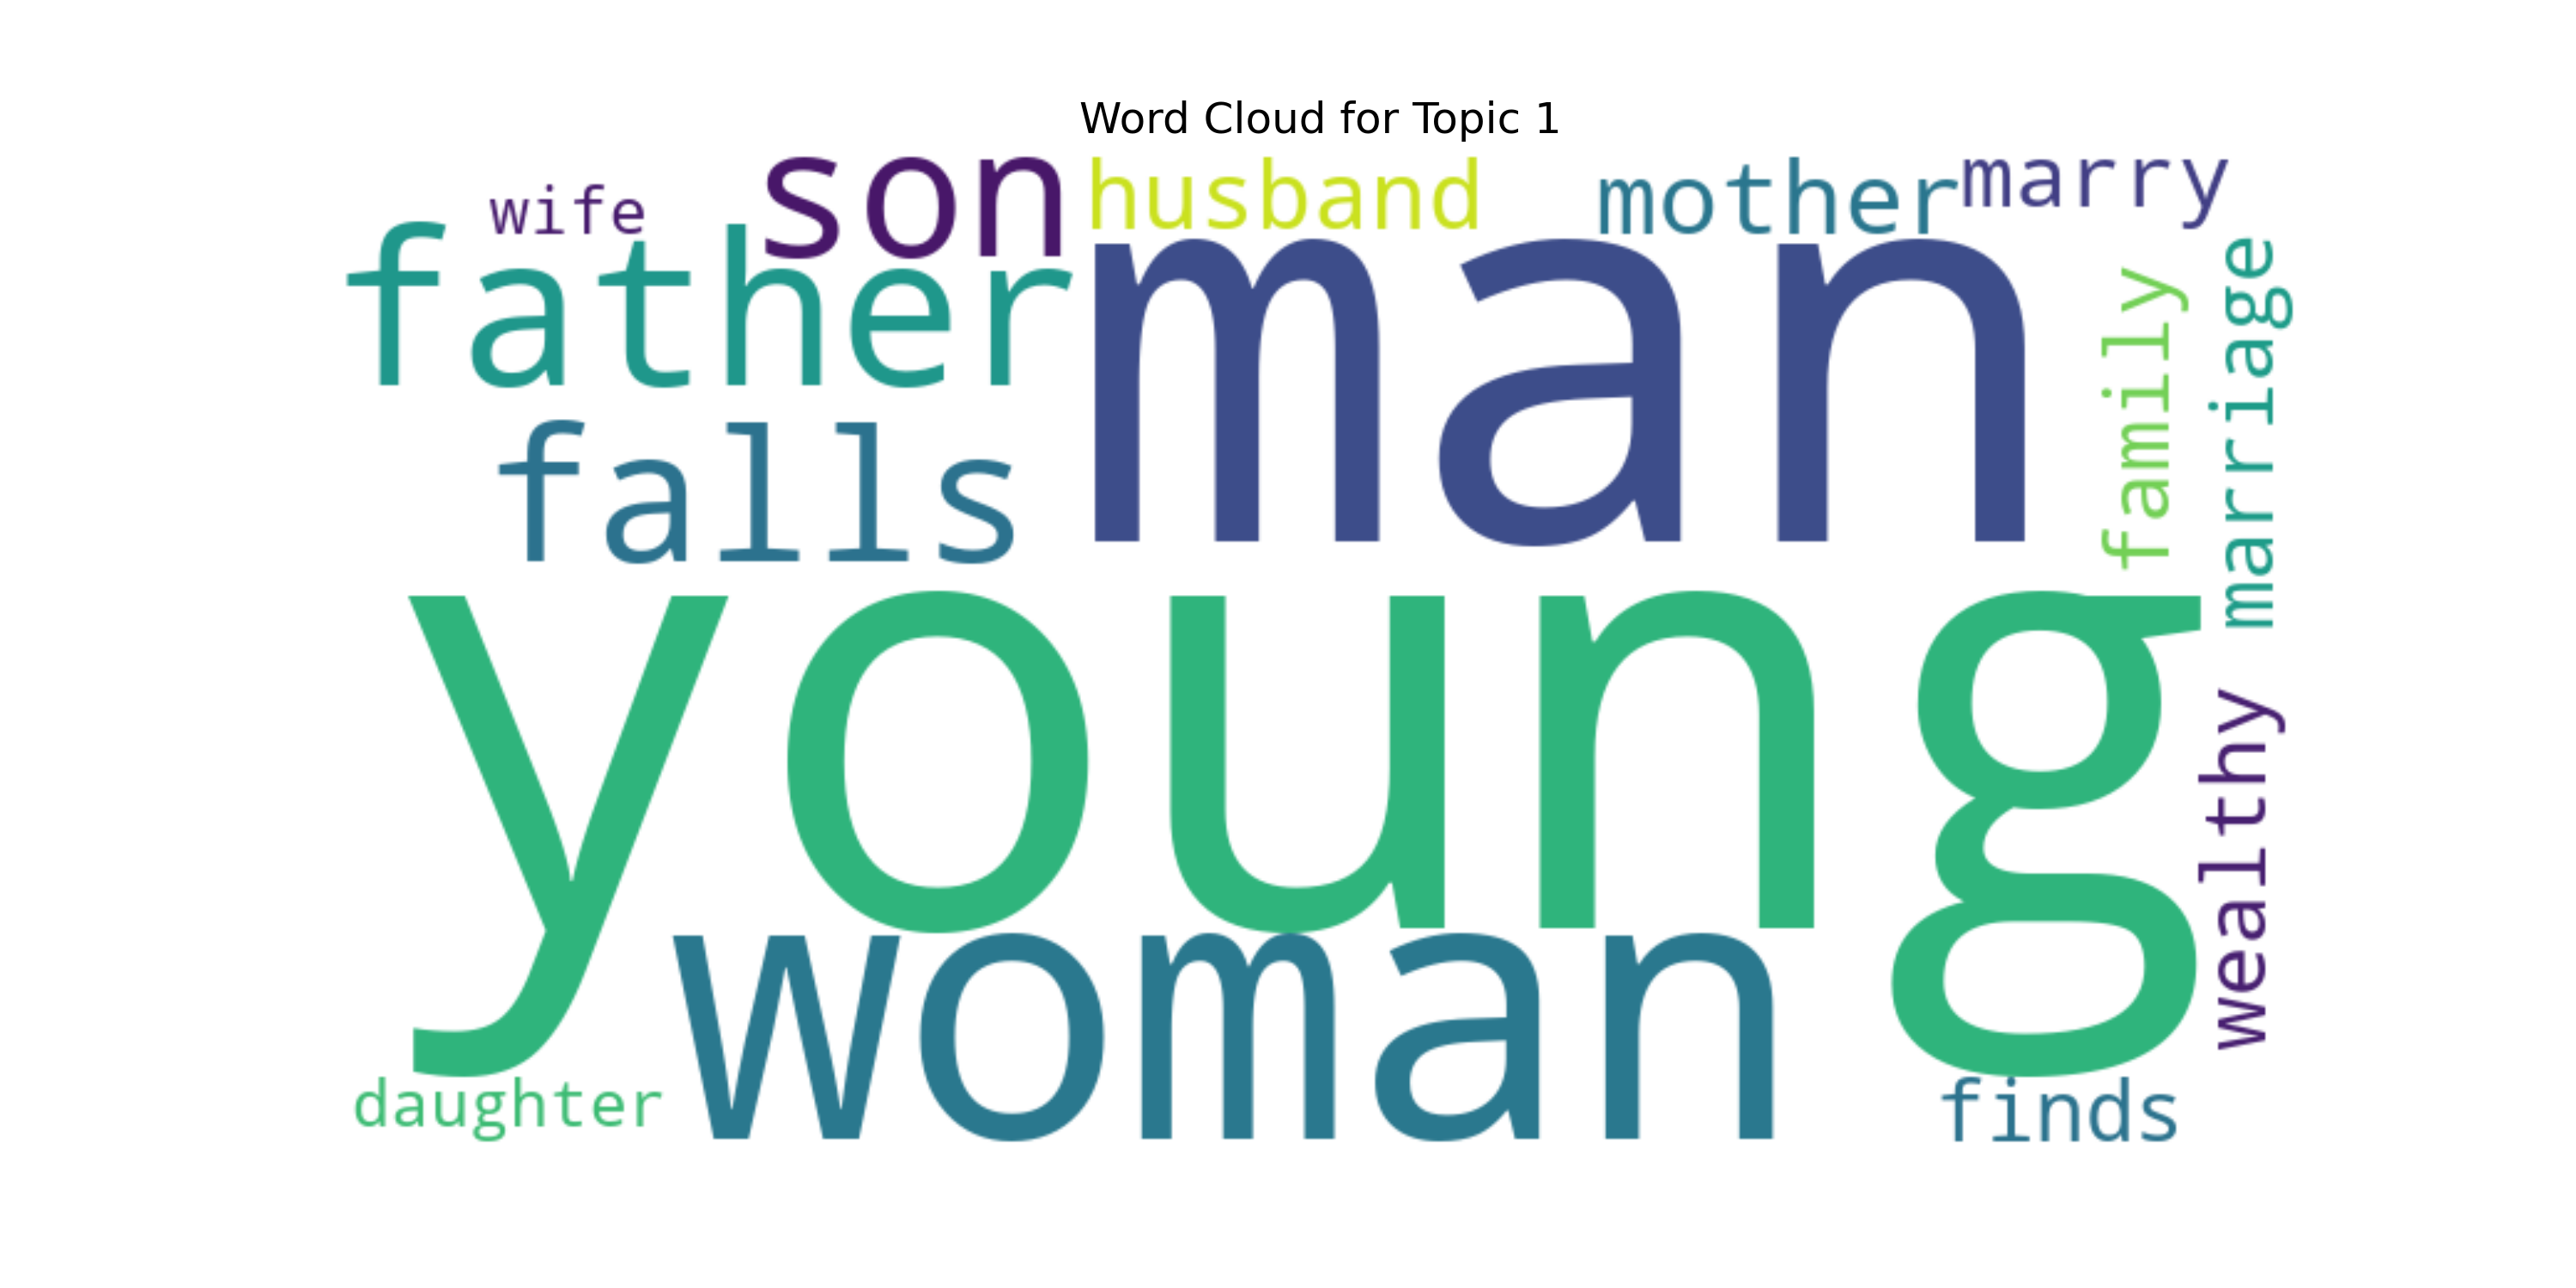 Word Cloud for Topic 1
wife
son
husband
mother
marry
father
man
family
marriage
falls
young
wealthy
woman
daughter
finds